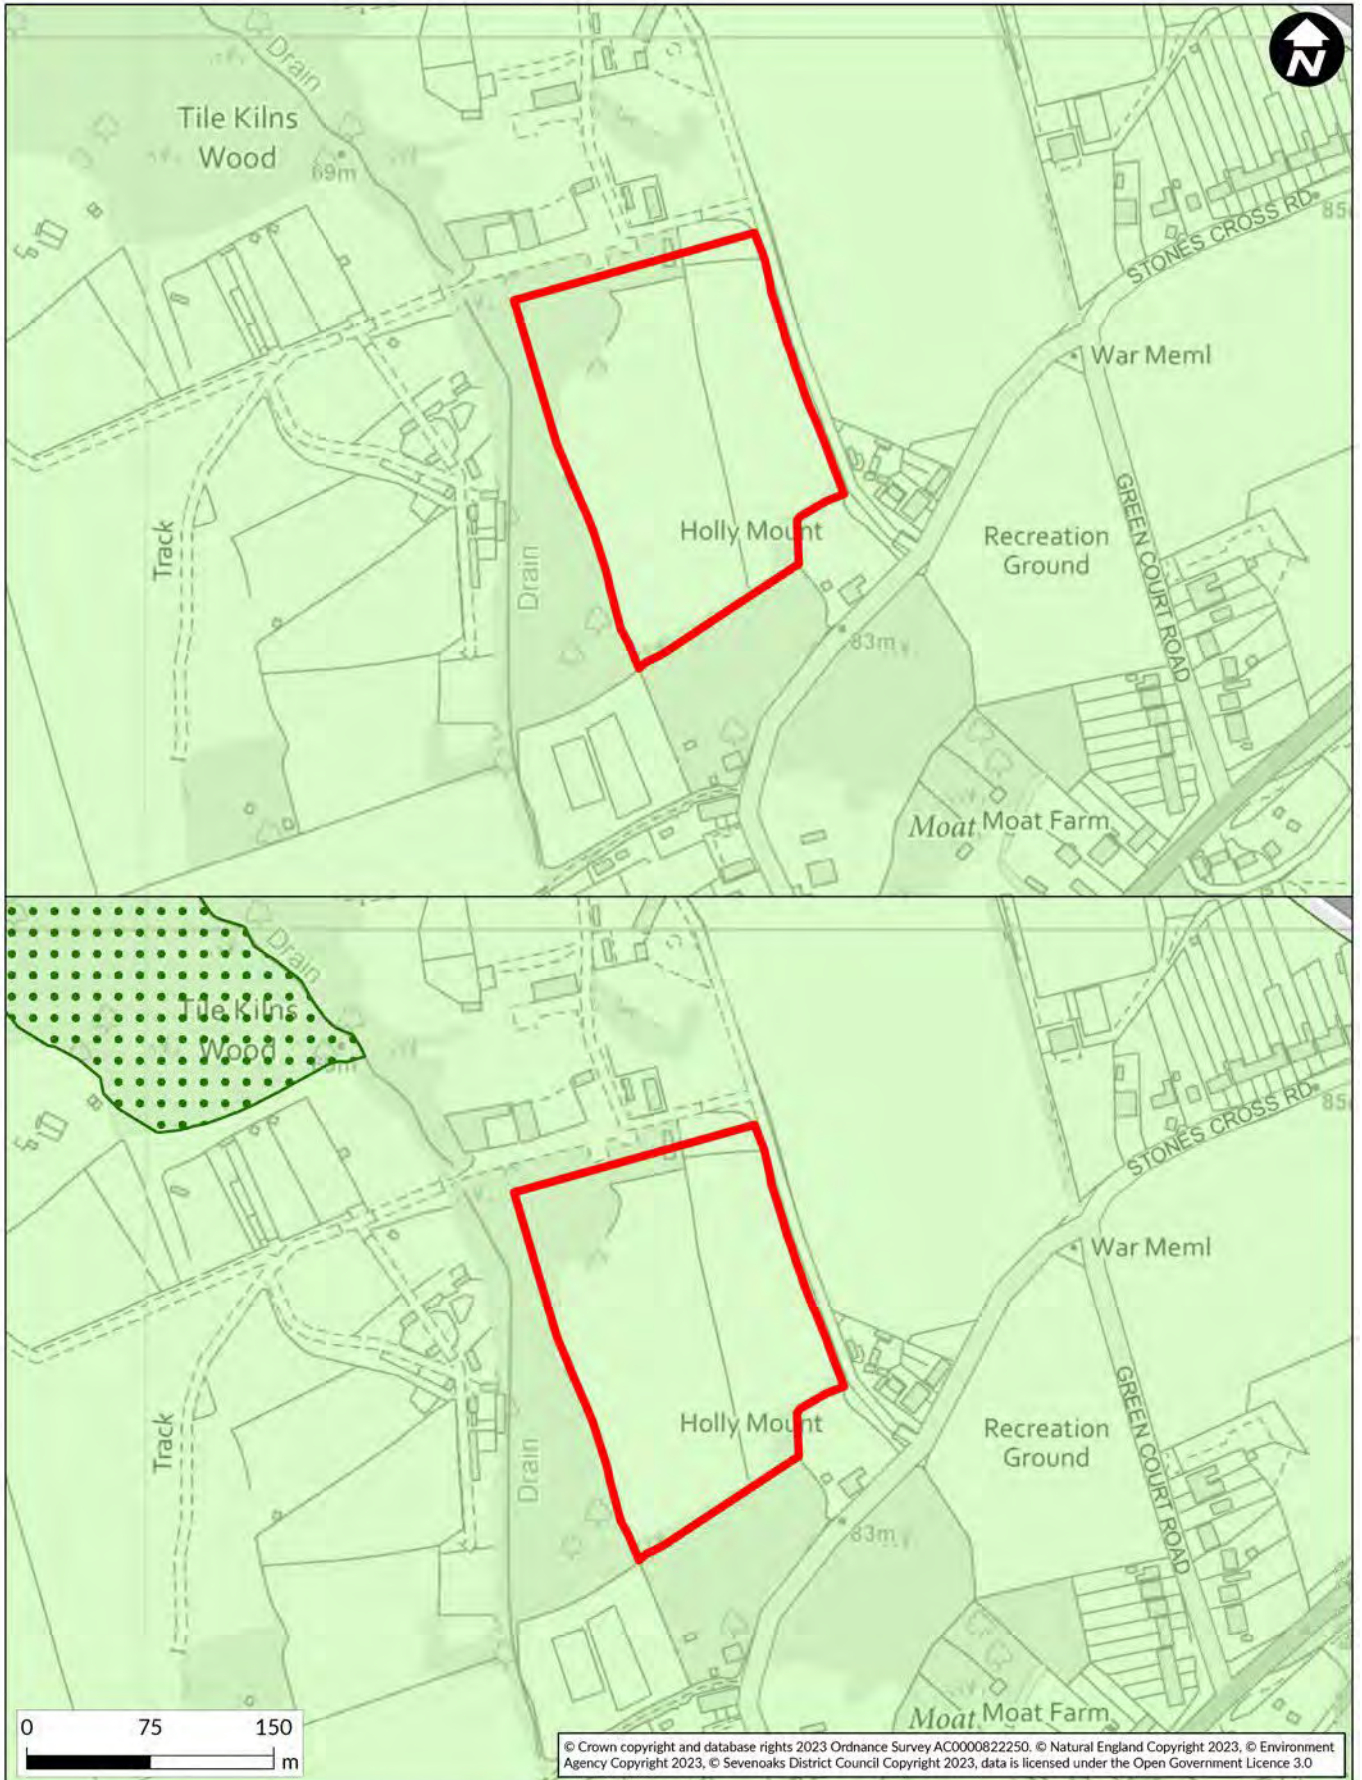 N
Drain
Tile Kilns
Wood
69m
STONES CROSS RD
War Meml
Track
Drain
Holly Mount
Recreation
Ground
GREEN COURT ROAD
83m
Moat
Moat Farm
Drain
Tile Kilns
Wood
STONES CROSS RD
War Meml
Track
Drain
Holly Mount
Recreation
Ground
GREEN COURT ROAD
83m
Moat
Moat Farm
0 75 150
m
© Crown copyright and database rights 2023 Ordnance Survey AC0000822250. © Natural England Copyright 2023, © Environment
Agency Copyright 2023, © Sevenoaks District Council Copyright 2023, data is licensed under the Open Government Licence 3.0